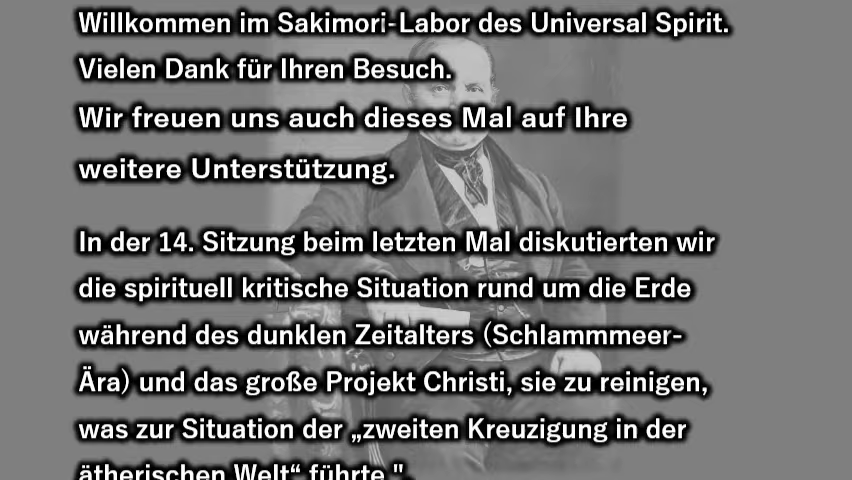 Willkommen im Sakimori-Labor des Universal Spirit.
Vielen Dank für Ihren Besuch.
Wir freuen uns auch dieses Mal auf Ihre
weitere Unterstützung.
In der 14. Sitzung beim letzten Mal diskutierten wir
die spirituell kritische Situation rund um die Erde
während des dunklen Zeitalters (Schlammmeer-
Ära) und das große Projekt Christi, sie zu reinigen,
was zur Situation der „zweiten Kreuzigung in der
ätherischen Welt“ führte."